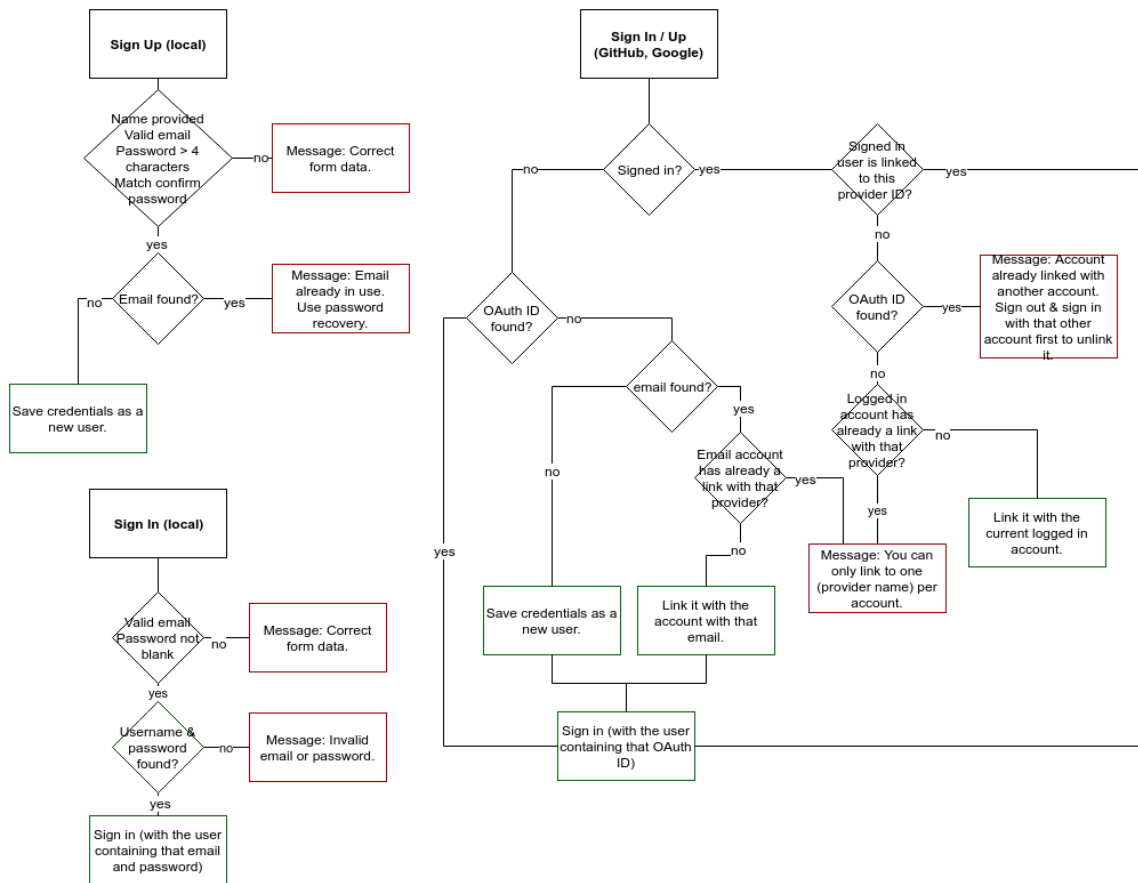 Sign Up (local)
Name provided
Valid email
Password > 4
characters
Match confirm
password
no
Message: Correct
form data.
yes
Email found?
no
yes
Message: Email
already in use.
Use password
recovery.
Save credentials as a
new user.
Sign In (local)
Valid email
Password not
blank
no
Message: Correct
form data.
yes
Username &
password
found?
no
Message: Invalid
email or password.
yes
Sign in (with the user
containing that email
and password)
Sign In / Up
(GitHub, Google)
Signed in?
no
yes
Signed in
user is linked
to this
provider ID?
yes
no
OAuth ID
found?
yes
Message: Account
already linked with
another account.
Sign out & sign in
with that other
account first to unlink
it.
no
Logged in
account has
already a link
with that
provider?
no
yes
Link it with the
current logged in
account.
OAuth ID
found?
no
yes
email found?
yes
no
Email account
has already a
link with that
provider?
yes
no
Message: You can
only link to one
(provider name) per
account.
Save credentials as a
new user.
Link it with the
account with that
email.
Sign in (with the user
containing that OAuth
ID)